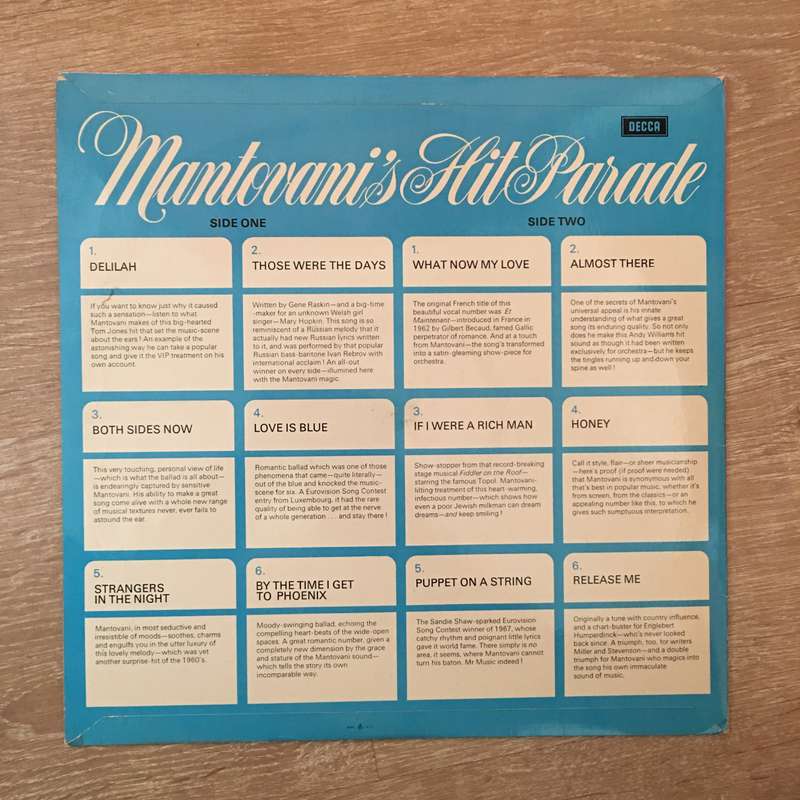 DECCA
Mantovani's Hit Parade
SIDE ONE
1.
DELILAH
If you want to know just why it caused
such a sensation—listen to what
Mantovani makes of this big-hearted
Tom Jones hit that set the music-scene
about the ears! An example of the
astonishing way he can take a popular
song and give it the VIP treatment on his
own account.
2.
THOSE WERE THE DAYS
Written by Gene Raskin—and a big-time
-maker for an unknown Welsh girl
singer—Mary Hopkin. This song is so
reminiscent of a Russian melody that it
actually had new Russian lyrics written
to it, and was performed by that popular
Russian bass-baritone Ivan Rebrov with
international acclaim! An all-out
winner on every side—illumined here
with the Mantovani magic.
3.
BOTH SIDES NOW
This very touching, personal view of life
—which is what the ballad is all about—
is endearingly captured by sensitive
Mantovani. His ability to make a great
song come alive with a whole new range
of musical textures never, ever fails to
astound the ear.
4.
LOVE IS BLUE
Romantic ballad which was one of those
phenomena that came—quite literally—
out of the blue and knocked the music-
scene for six. A Eurovision Song Contest
entry from Luxembourg, it had the rare
quality of being able to get at the nerve
of a whole generation . . . and stay there!
5.
STRANGERS
IN THE NIGHT
Mantovani, in most seductive and
irresistible of moods—soothes, charms
and engulfs you in the utter luxury of
this lovely melody—which was yet
another surprise-hit of the 1960's.
6.
BY THE TIME I GET
TO PHOENIX
Moody-swinging ballad, echoing the
compelling heart-beats of the wide-open
spaces. A great romantic number, given a
completely new dimension by the grace
and stature of the Mantovani sound—
which tells the story its own
incomparable way.
SIDE TWO
1.
WHAT NOW MY LOVE
The original French title of this
beautiful vocal number was Et
Maintenant—introduced in France in
1962 by Gilbert Becaud, famed Gallic
perpetrator of romance. And at a touch
from Mantovani—the song's transformed
into a satin-gleaming show-piece for
orchestra.
2.
ALMOST THERE
One of the secrets of Mantovani's
universal appeal is his innate
understanding of what gives a great
song its enduring quality. So not only
does he make this Andy Williams hit
sound as though it had been written
exclusively for orchestra—but he keeps
the tingles running up and down your
spine as well!
3.
IF I WERE A RICH MAN
Show-stopper from that record-breaking
stage musical Fiddler on the Roof—
starring the famous Topol. Mantovani-
lilting treatment of this heart-warming,
infectious number—which shows how
even a poor Jewish milkman can dream
dreams—and keep smiling!
4.
HONEY
Call it style, flair—or sheer musicianship
—here's proof (if proof were needed)
that Mantovani is synonymous with all
that's best in popular music, whether it's
from screen, from the classics—or an
appealing number like this, to which he
gives such sumptuous interpretation.
5.
PUPPET ON A STRING
The Sandie Shaw-sparked Eurovision
Song Contest winner of 1967, whose
catchy rhythm and poignant little lyrics
gave it world fame. There simply is no
area, it seems, where Mantovani cannot
turn his baton. Mr Music indeed!
6.
RELEASE ME
Originally a tune with country influence,
and a chart-buster for Englebert
Humperdinck—who's never looked
back since. A triumph, too, for writers
Miller and Stevenson—and a double
triumph for Mantovani who magics into
the song his own immaculate
sound of music.